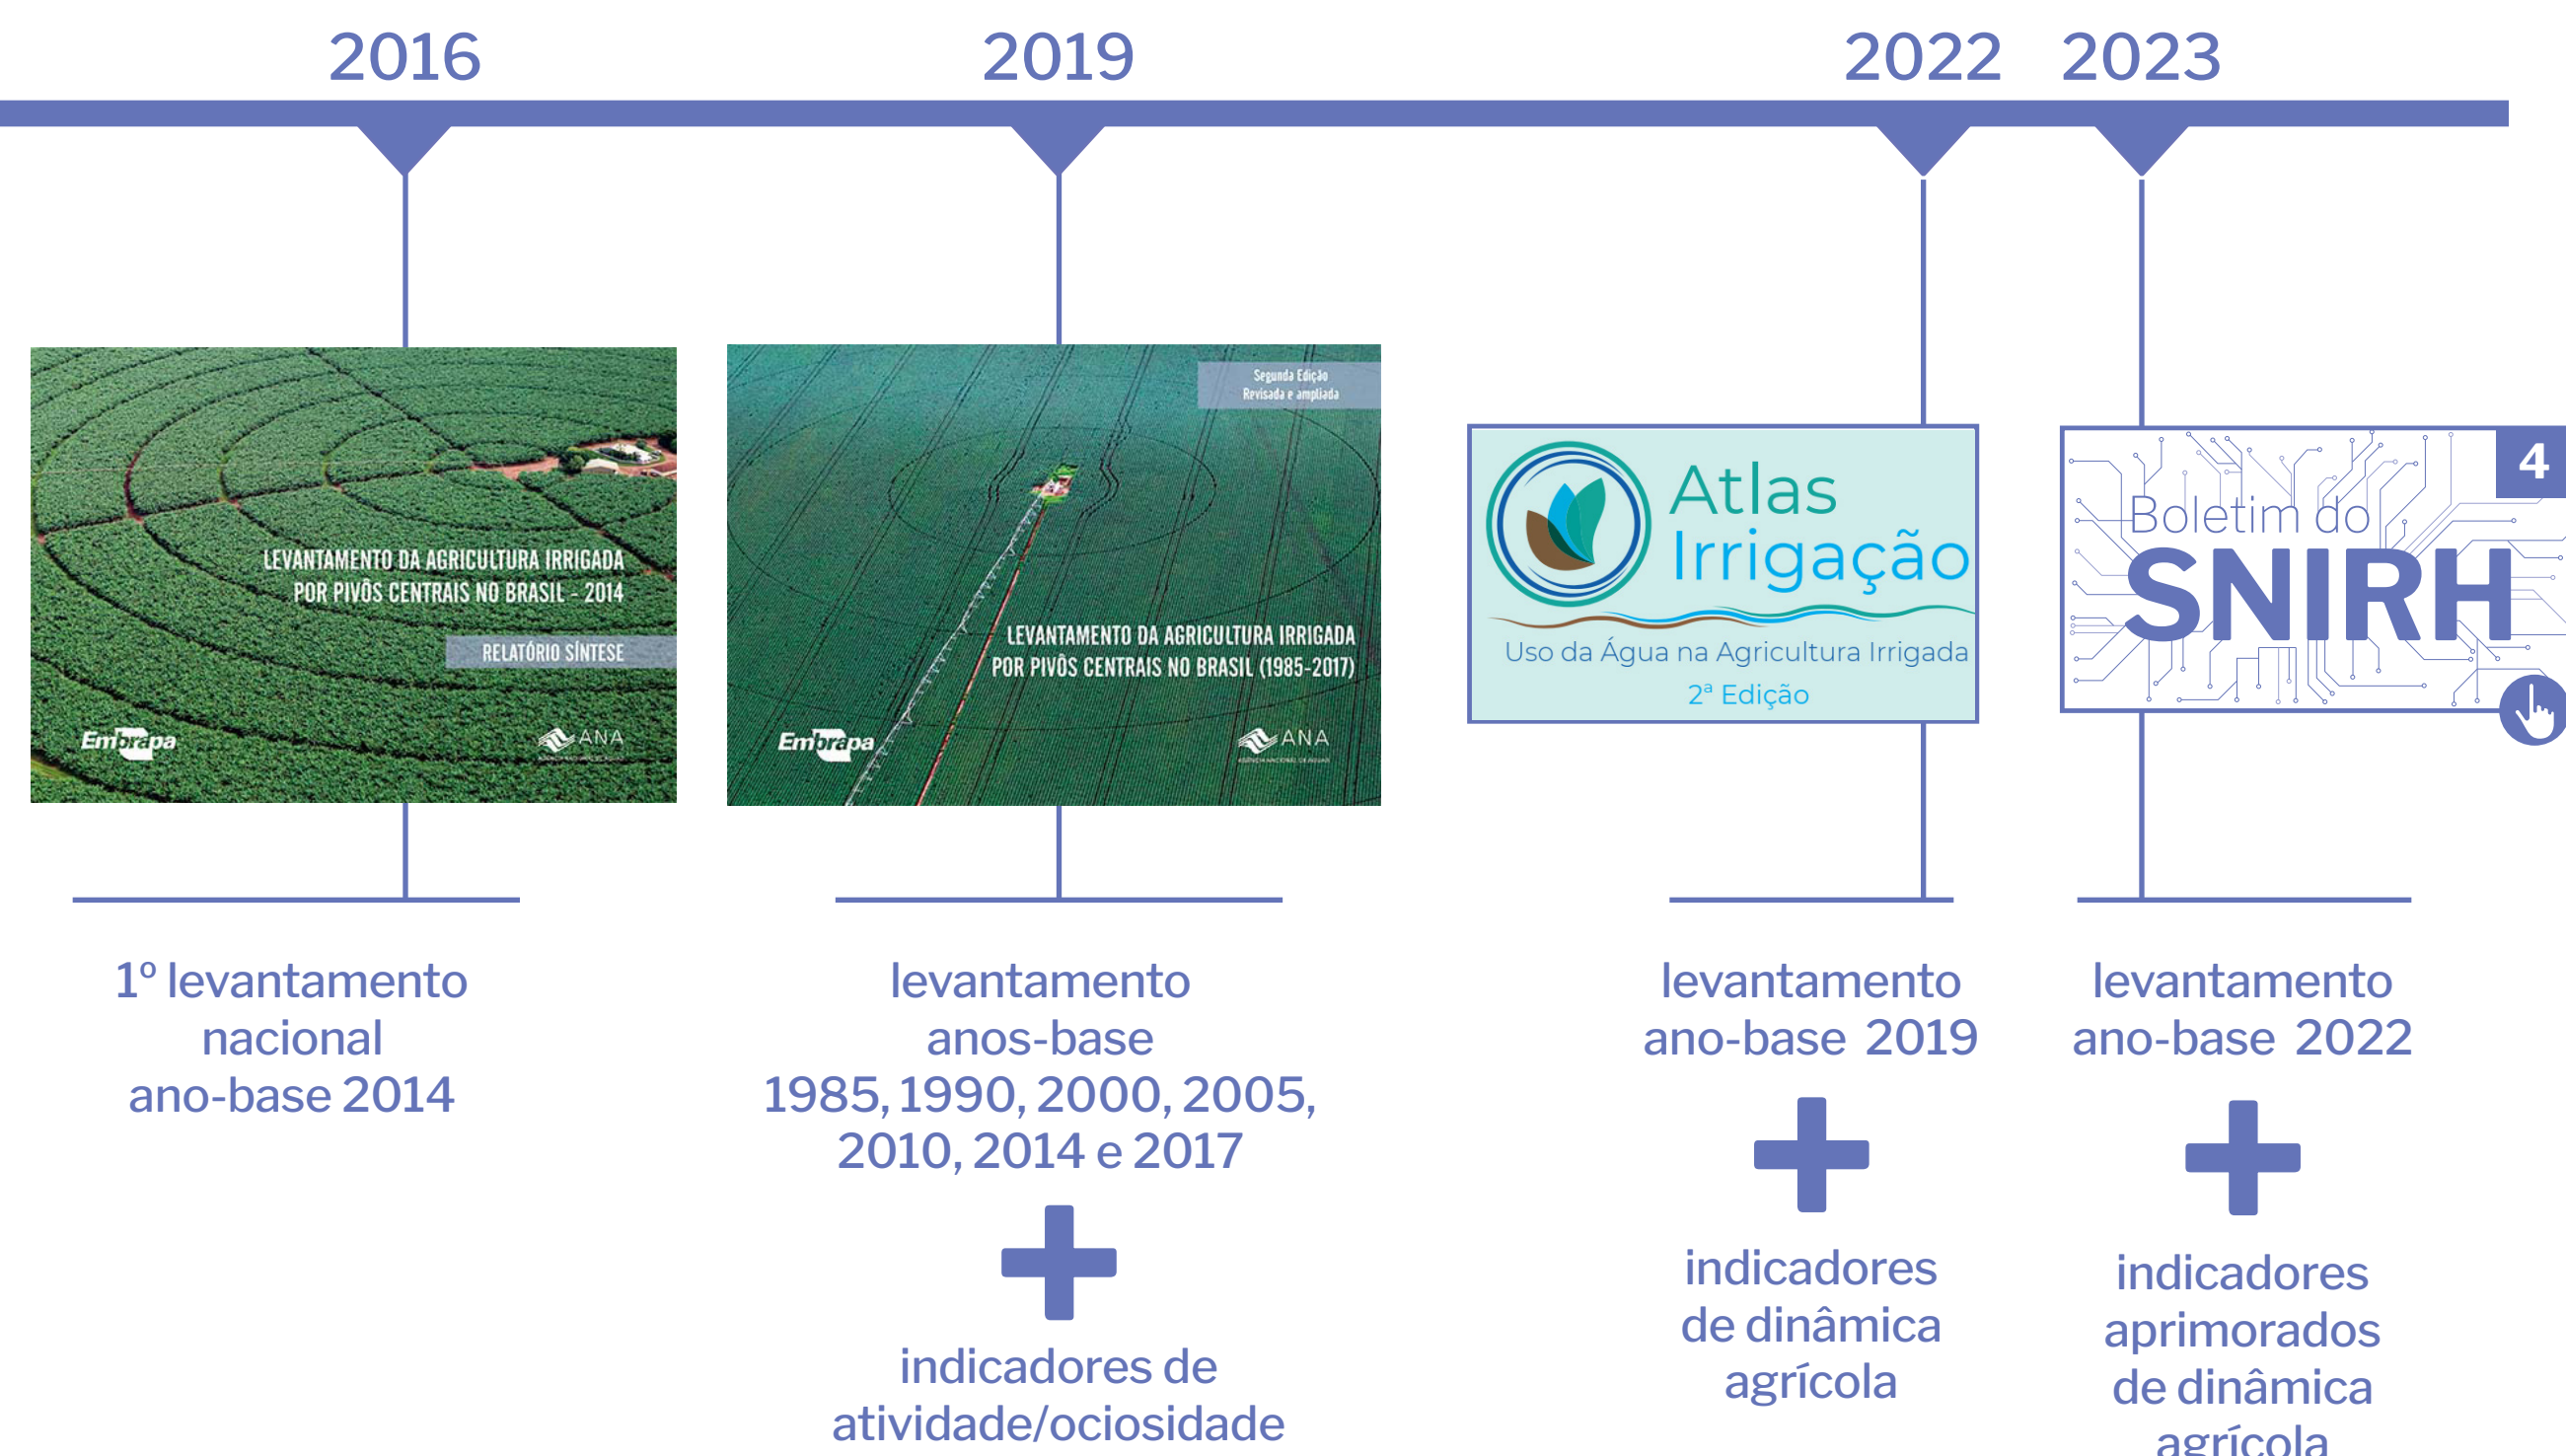 2016
2019
2022
2023
LEVANTAMENTO DA AGRICULTURA IRRIGADA
POR PIVÔS CENTRAIS NO BRASIL - 2014
RELATÓRIO SÍNTESE
Embrapa
ANA
Segunda Edição
Revisada e ampliada
LEVANTAMENTO DA AGRICULTURA IRRIGADA
POR PIVÔS CENTRAIS NO BRASIL (1985-2017)
Embrapa
ANA
AGÊNCIA NACIONAL DE ÁGUAS
Atlas
Irrigação
Uso da Água na Agricultura Irrigada
2ª Edição
4
Boletim do
SNIRH
1º levantamento
nacional
ano-base 2014
levantamento
anos-base
1985, 1990, 2000, 2005,
2010, 2014 e 2017
indicadores de
atividade/ociosidade
levantamento
ano-base 2019
indicadores
de dinâmica
agrícola
levantamento
ano-base 2022
indicadores
aprimorados
de dinâmica
agrícola